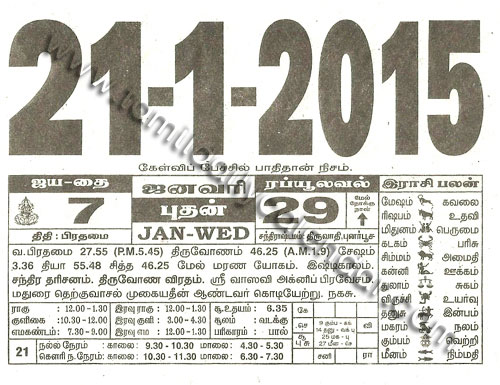 21-1-2015
www.tamildailycalendar.com
கேள்விப் பேச்சில் பாதிதான் நிசம்.
ஜய-தை ஜனவரி ரப்யூலவல் இராசி பலன்
7 புதன் 29 மேல் நோக்கு நாள்
திதி : பிரதமை JAN-WED சந்திராஷ்டமம் திருவாதி,புனர்பூச
வ.பிரதமை 27.55 (P.M.5.45) திருவோணம் 46.25 (A.M.1.9) சேஷம்
3.36 தியா 55.48 சித்த 46.25 மேல் மரண யோகம். இஷ்டிகாலம்.
சந்திர தரிசனம். திருவோண விரதம். ஸ்ரீ வாஸவி அக்னிப் பிரவேசம்.
மதுரை தெற்குவாசல் முகையதீன் ஆண்டவர் கொடியேற்று. நகசு.
ராகு 12.00 -1.30 இரவு ராகு : 12.00 -1.30 சூ.உதயம் : 6.35
குளிகை :10.30 -12.00 இரவு குளி : 3.00 -4.30 சூலம் : வடக்கு
எமகண்டம்: 7.30 -9.00 இரவு எம : 12.00 -1.30 பரிகாரம் : பால்
21 நல்ல நேரம் : காலை: 9.30 - 10.30 மாலை: 4.30 - 5.30
கௌரி ந.நேரம்: காலை: 10.30 - 11.30 மாலை: 6.30 - 7.30
கே
செ வி
சூ பு சு
சனி ரா
மேஷம் கவலை
ரிஷபம் உதவி
மிதுனம் பெருமை
கடகம் பரிசு
சிம்மம் அமைதி
கன்னி ஊக்கம்
துலாம் சுகம்
விருச்சி உயர்வு
தனுசு இன்பம்
மகரம் நலம்
கும்பம் வெற்றி
மீனம் நிம்மதி